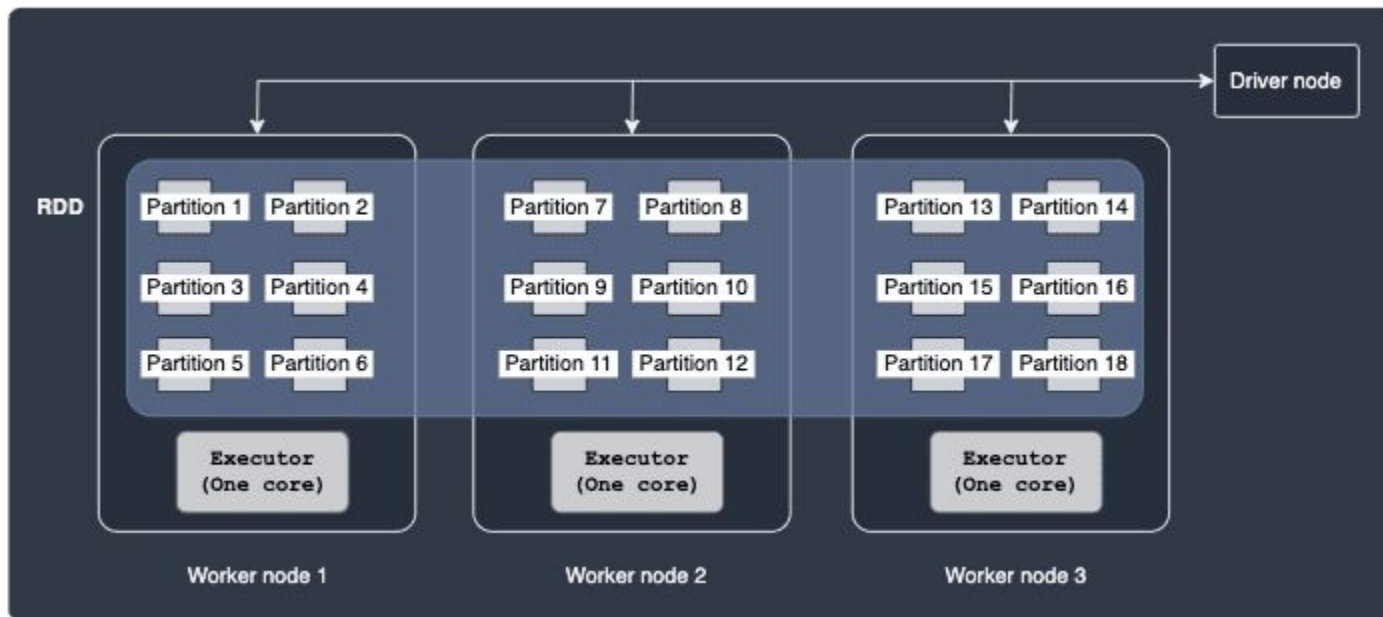 Driver node
RDD
Partition 1 Partition 2 Partition 7 Partition 8 Partition 13 Partition 14
Partition 3 Partition 4 Partition 9 Partition 10 Partition 15 Partition 16
Partition 5 Partition 6 Partition 11 Partition 12 Partition 17 Partition 18
Executor
(One core)
Executor
(One core)
Executor
(One core)
Worker node 1 Worker node 2 Worker node 3